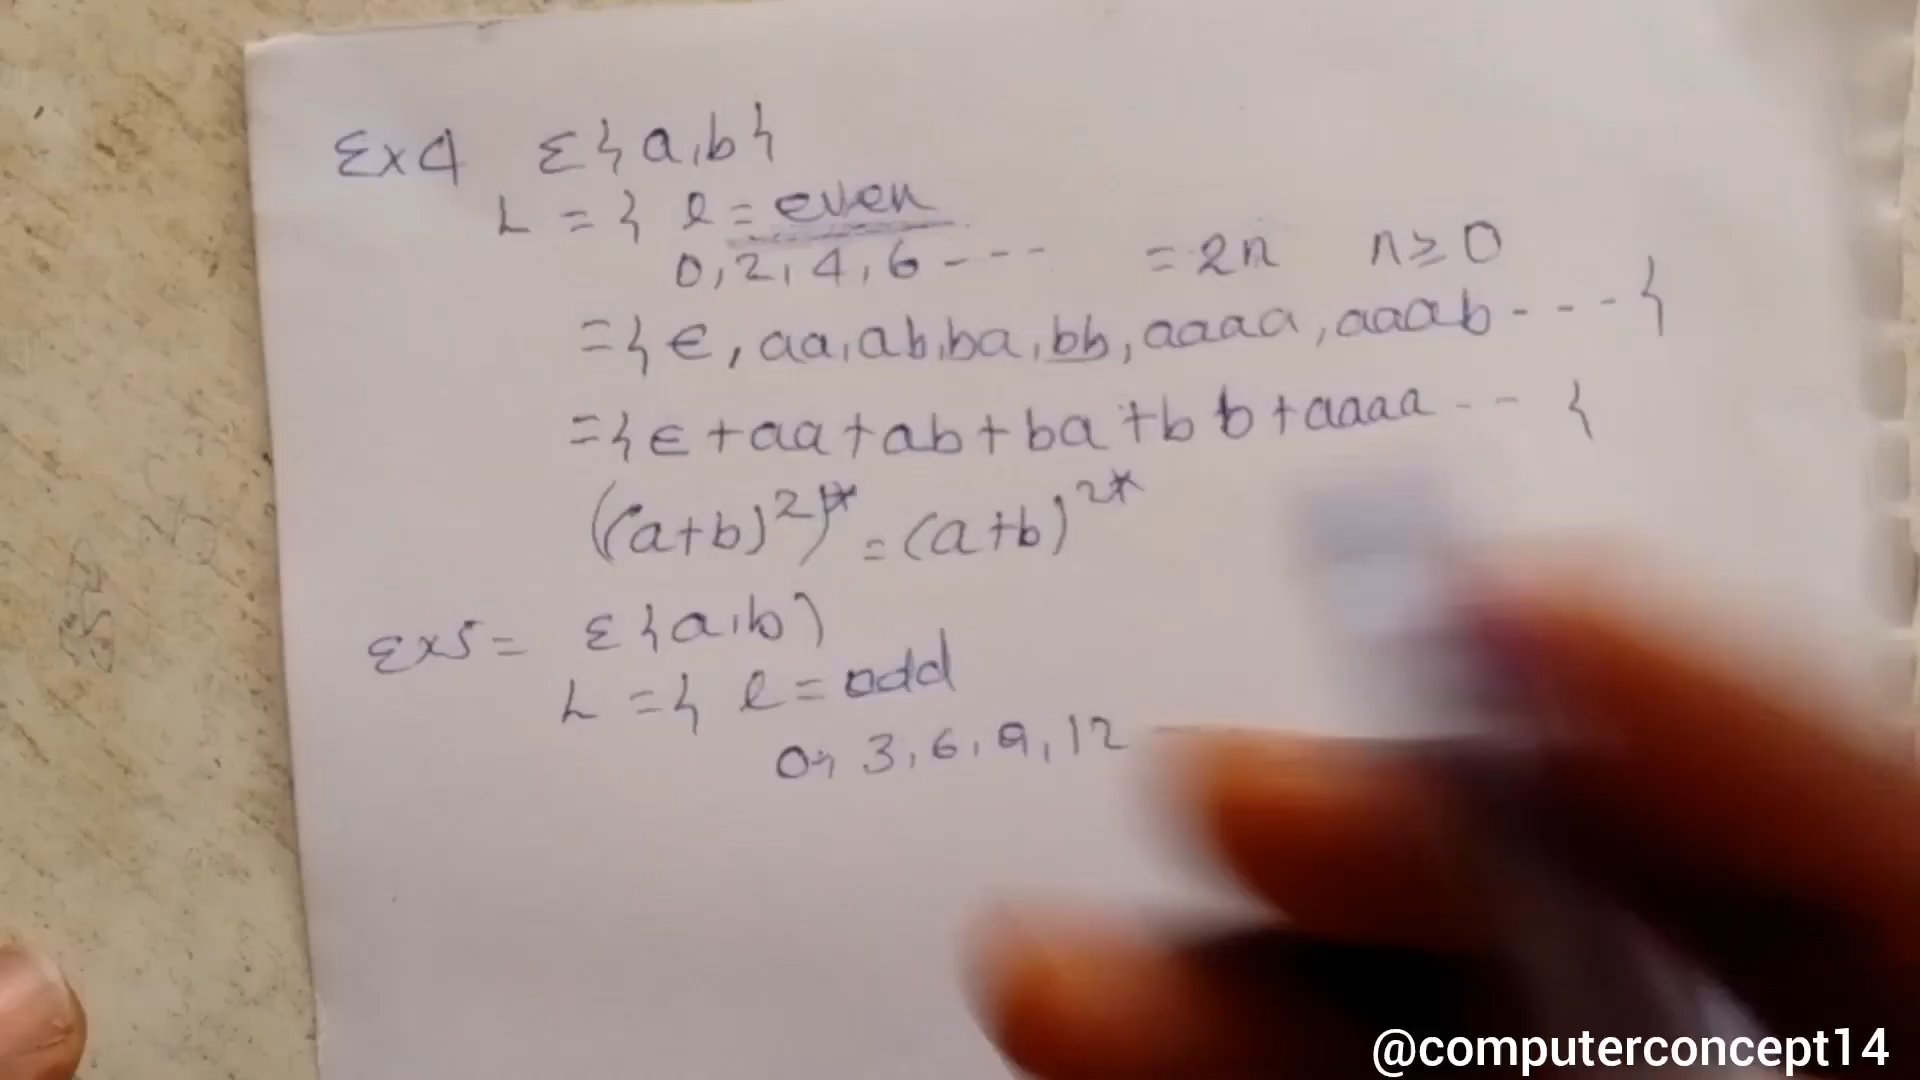 Ex4 Σ{a,b}
L = { l = even
0, 2, 4, 6 - - - = 2n n ≥ 0
= { ϵ, aa, ab, ba, bb, aaaa, aaab - - - - }
= { ϵ + aa + ab + ba + bb + aaaa - - - }
((a+b)²)* = (a+b)²*
Ex5 = Σ{a,b)
L = { l = odd
0, 3, 6, 9, 12
@computerconcept14